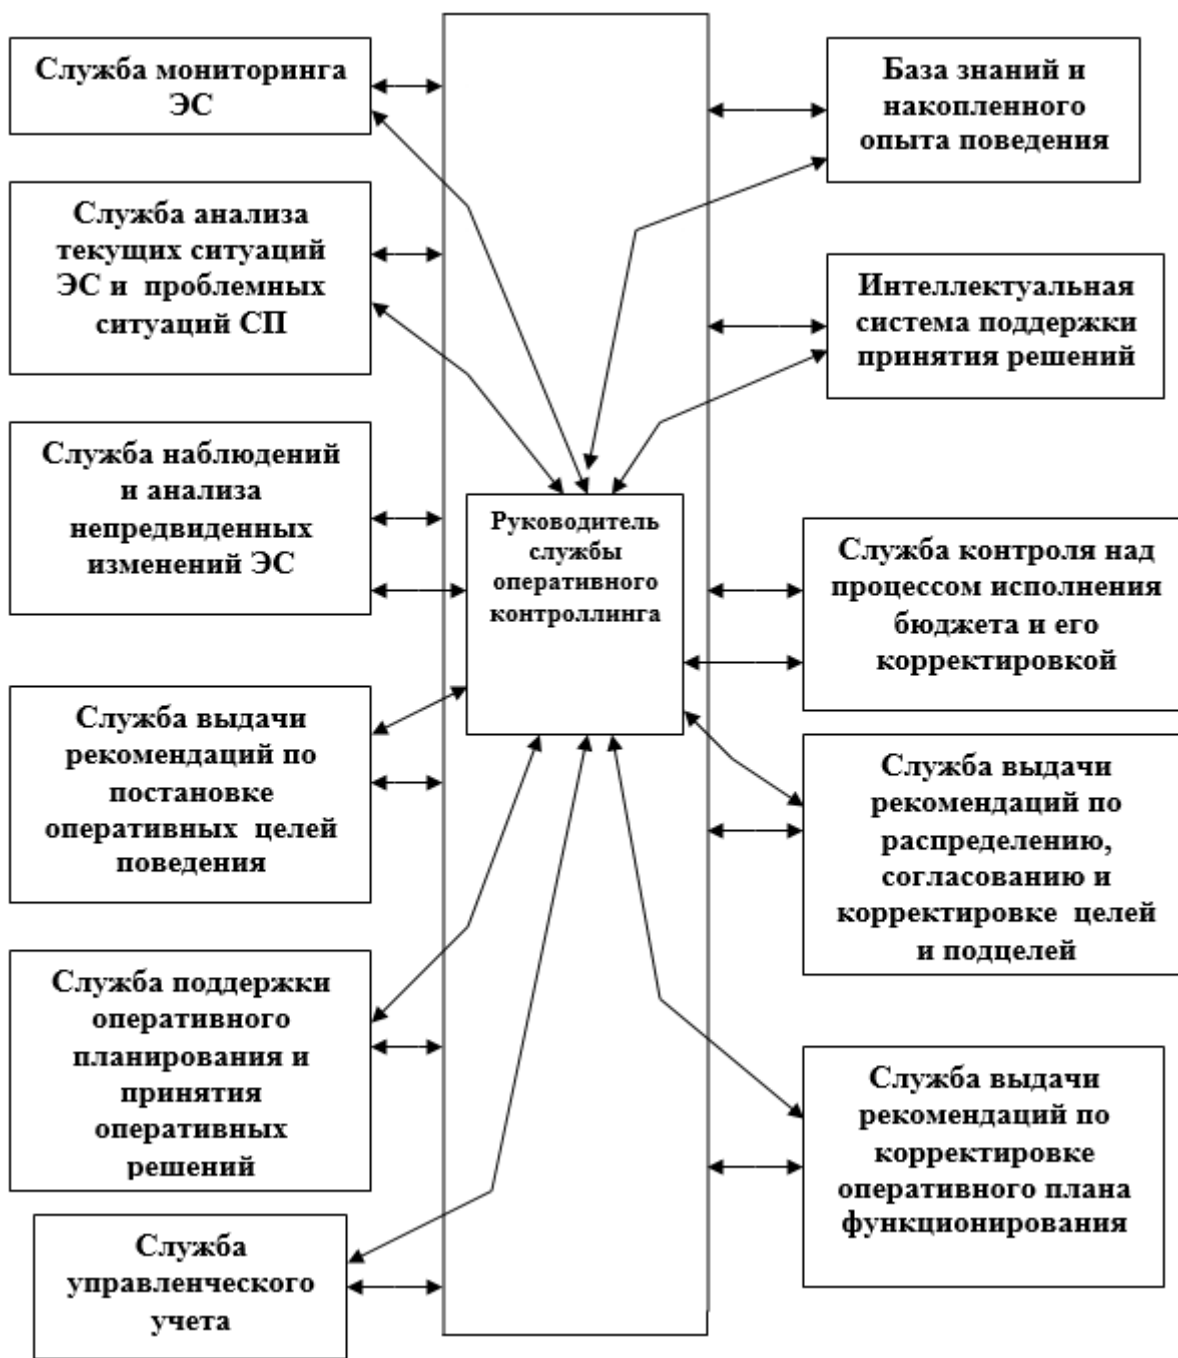 Служба мониторинга
ЭС
Служба анализа
текущих ситуаций
ЭС и проблемных
ситуаций СП
Служба наблюдений
и анализа
непредвиденных
изменений ЭС
Служба выдачи
рекомендаций по
постановке
оперативных целей
поведения
Служба поддержки
оперативного
планирования и
принятия
оперативных
решений
Служба
управленческого
учета
Руководитель
службы
оперативного
контроллинга
База знаний и
накопленного
опыта поведения
Интеллектуальная
система поддержки
принятия решений
Служба контроля над
процессом исполнения
бюджета и его
корректировкой
Служба выдачи
рекомендаций по
распределению,
согласованию и
корректировке целей
и подцелей
Служба выдачи
рекомендаций по
корректировке
оперативного плана
функционирования